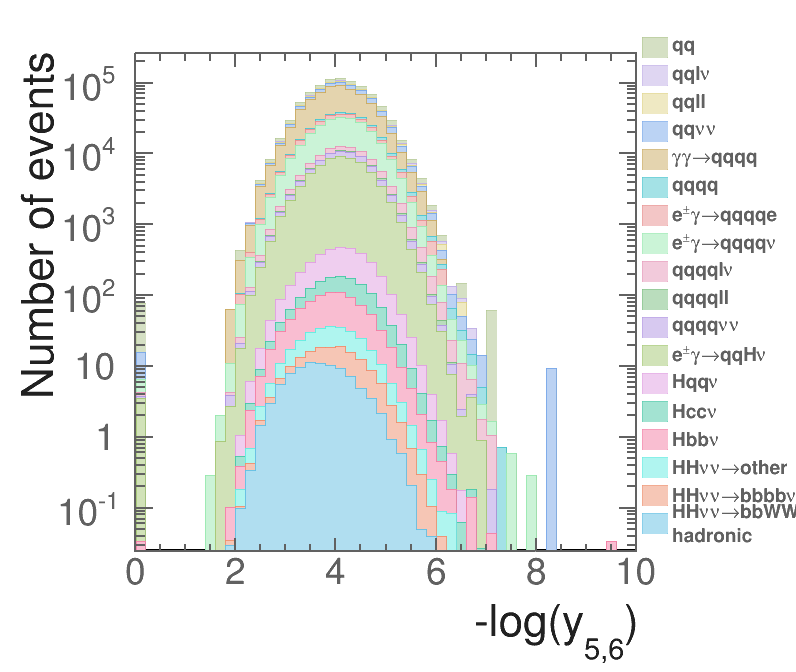 Number of events
10^5
10^4
10^3
10^2
10
1
10^-1
0 2 4 6 8 10
-log(y_5,6)
qq
qqlν
qqll
qqνν
γγ→qqqq
qqqq
e±γ→qqqqe
e±γ→qqqqν
qqqqlν
qqqqll
qqqqνν
e±γ→qqHν
Hqqν
Hccν
Hbbν
HHνν→other
HHνν→bbbbν
HHνν→bbWW
hadronic